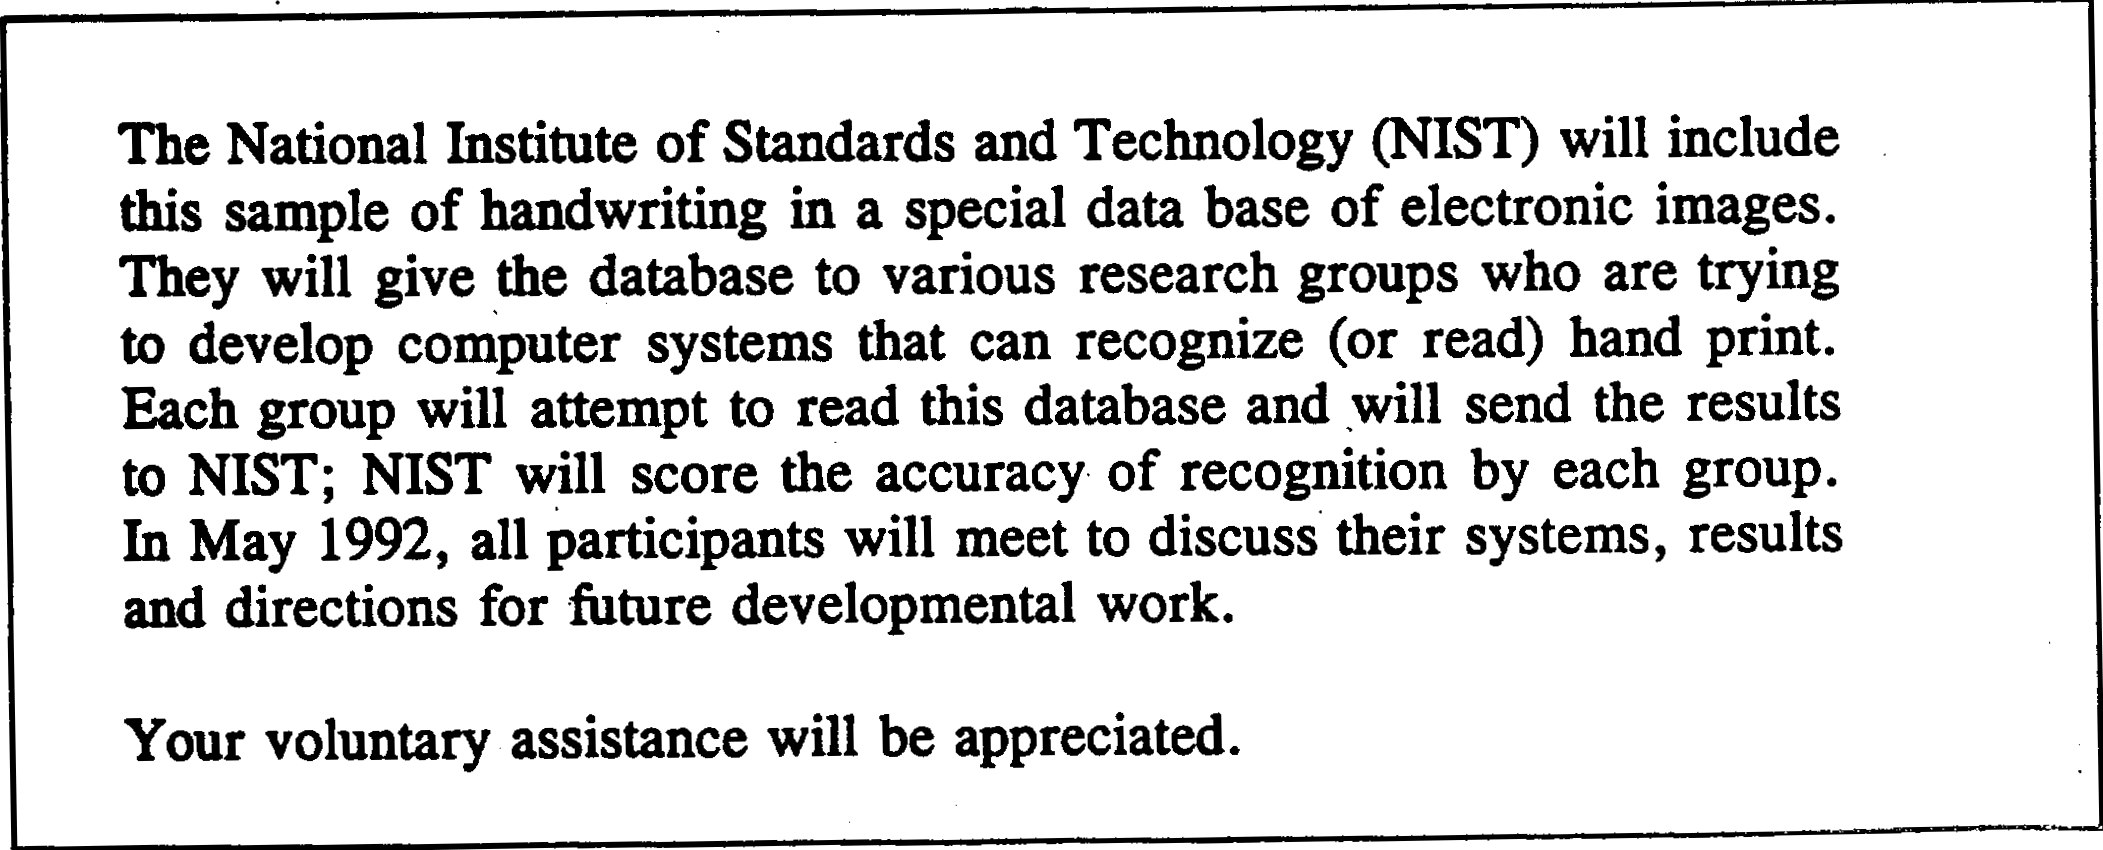 The National Institute of Standards and Technology (NIST) will include
this sample of handwriting in a special data base of electronic images.
They will give the database to various research groups who are trying
to develop computer systems that can recognize (or read) hand print.
Each group will attempt to read this database and will send the results
to NIST; NIST will score the accuracy of recognition by each group.
In May 1992, all participants will meet to discuss their systems, results
and directions for future developmental work.
Your voluntary assistance will be appreciated.